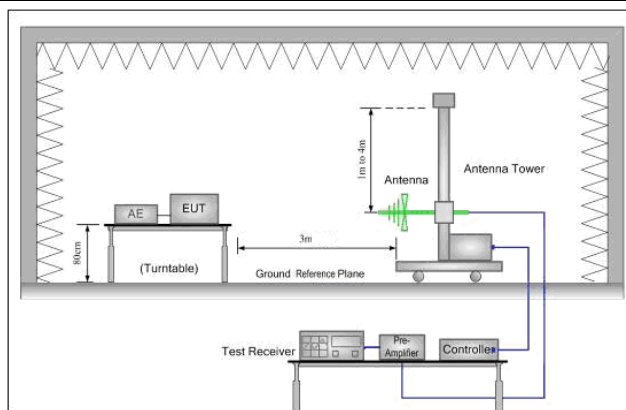 1m to 4m
Antenna Tower
Antenna
AE
EUT
80cm
3m
(Turntable)
Ground Reference Plane
Test Receiver
Pre-
Amplifier
Controller